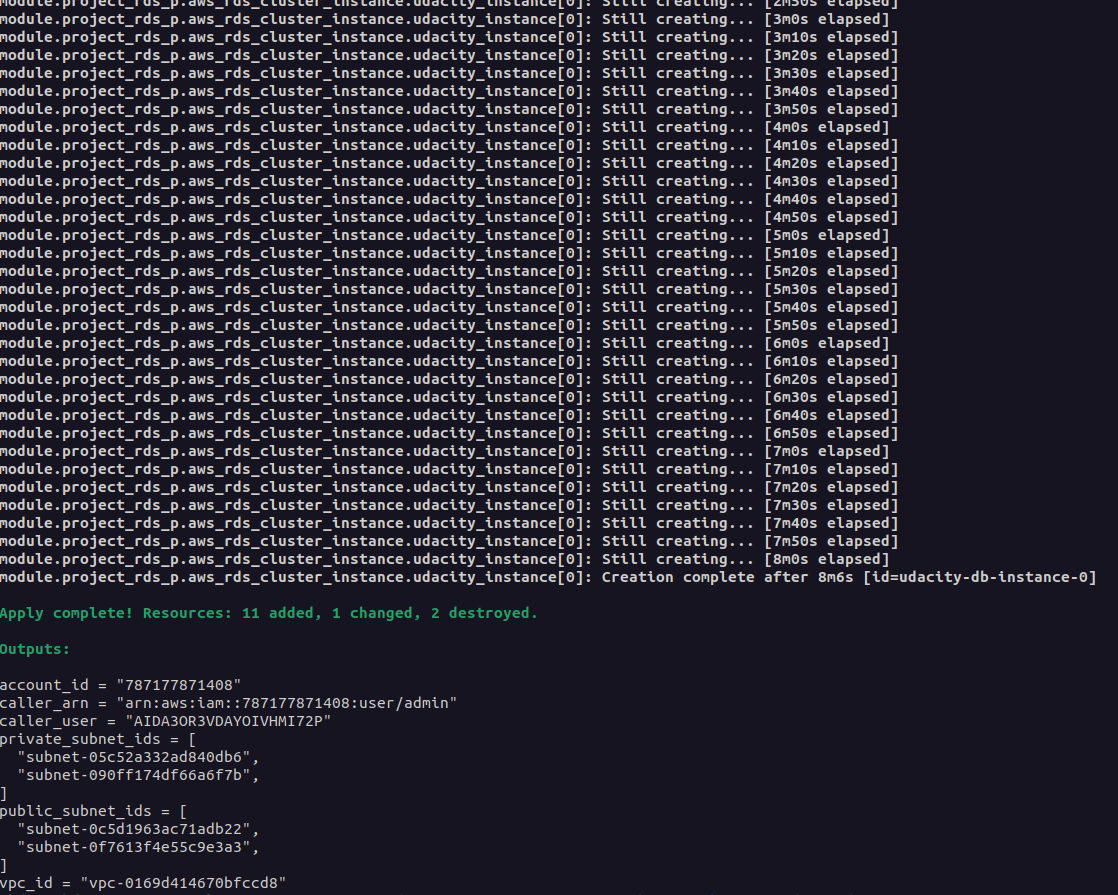 module.project_rds_p.aws_rds_cluster_instance.udacity_instance[0]: Still creating... [2m50s elapsed]
module.project_rds_p.aws_rds_cluster_instance.udacity_instance[0]: Still creating... [3m0s elapsed]
module.project_rds_p.aws_rds_cluster_instance.udacity_instance[0]: Still creating... [3m10s elapsed]
module.project_rds_p.aws_rds_cluster_instance.udacity_instance[0]: Still creating... [3m20s elapsed]
module.project_rds_p.aws_rds_cluster_instance.udacity_instance[0]: Still creating... [3m30s elapsed]
module.project_rds_p.aws_rds_cluster_instance.udacity_instance[0]: Still creating... [3m40s elapsed]
module.project_rds_p.aws_rds_cluster_instance.udacity_instance[0]: Still creating... [3m50s elapsed]
module.project_rds_p.aws_rds_cluster_instance.udacity_instance[0]: Still creating... [4m0s elapsed]
module.project_rds_p.aws_rds_cluster_instance.udacity_instance[0]: Still creating... [4m10s elapsed]
module.project_rds_p.aws_rds_cluster_instance.udacity_instance[0]: Still creating... [4m20s elapsed]
module.project_rds_p.aws_rds_cluster_instance.udacity_instance[0]: Still creating... [4m30s elapsed]
module.project_rds_p.aws_rds_cluster_instance.udacity_instance[0]: Still creating... [4m40s elapsed]
module.project_rds_p.aws_rds_cluster_instance.udacity_instance[0]: Still creating... [4m50s elapsed]
module.project_rds_p.aws_rds_cluster_instance.udacity_instance[0]: Still creating... [5m0s elapsed]
module.project_rds_p.aws_rds_cluster_instance.udacity_instance[0]: Still creating... [5m10s elapsed]
module.project_rds_p.aws_rds_cluster_instance.udacity_instance[0]: Still creating... [5m20s elapsed]
module.project_rds_p.aws_rds_cluster_instance.udacity_instance[0]: Still creating... [5m30s elapsed]
module.project_rds_p.aws_rds_cluster_instance.udacity_instance[0]: Still creating... [5m40s elapsed]
module.project_rds_p.aws_rds_cluster_instance.udacity_instance[0]: Still creating... [5m50s elapsed]
module.project_rds_p.aws_rds_cluster_instance.udacity_instance[0]: Still creating... [6m0s elapsed]
module.project_rds_p.aws_rds_cluster_instance.udacity_instance[0]: Still creating... [6m10s elapsed]
module.project_rds_p.aws_rds_cluster_instance.udacity_instance[0]: Still creating... [6m20s elapsed]
module.project_rds_p.aws_rds_cluster_instance.udacity_instance[0]: Still creating... [6m30s elapsed]
module.project_rds_p.aws_rds_cluster_instance.udacity_instance[0]: Still creating... [6m40s elapsed]
module.project_rds_p.aws_rds_cluster_instance.udacity_instance[0]: Still creating... [6m50s elapsed]
module.project_rds_p.aws_rds_cluster_instance.udacity_instance[0]: Still creating... [7m0s elapsed]
module.project_rds_p.aws_rds_cluster_instance.udacity_instance[0]: Still creating... [7m10s elapsed]
module.project_rds_p.aws_rds_cluster_instance.udacity_instance[0]: Still creating... [7m20s elapsed]
module.project_rds_p.aws_rds_cluster_instance.udacity_instance[0]: Still creating... [7m30s elapsed]
module.project_rds_p.aws_rds_cluster_instance.udacity_instance[0]: Still creating... [7m40s elapsed]
module.project_rds_p.aws_rds_cluster_instance.udacity_instance[0]: Still creating... [7m50s elapsed]
module.project_rds_p.aws_rds_cluster_instance.udacity_instance[0]: Still creating... [8m0s elapsed]
module.project_rds_p.aws_rds_cluster_instance.udacity_instance[0]: Creation complete after 8m6s [id=udacity-db-instance-0]

Apply complete! Resources: 11 added, 1 changed, 2 destroyed.

Outputs:

account_id = "787177871408"
caller_arn = "arn:aws:iam::787177871408:user/admin"
caller_user = "AIDA3OR3VDAYOIVHMI72P"
private_subnet_ids = [
  "subnet-05c52a332ad840db6",
  "subnet-090ff174df66a6f7b",
]
public_subnet_ids = [
  "subnet-0c5d1963ac71adb22",
  "subnet-0f7613f4e55c9e3a3",
]
vpc_id = "vpc-0169d414670bfccd8"